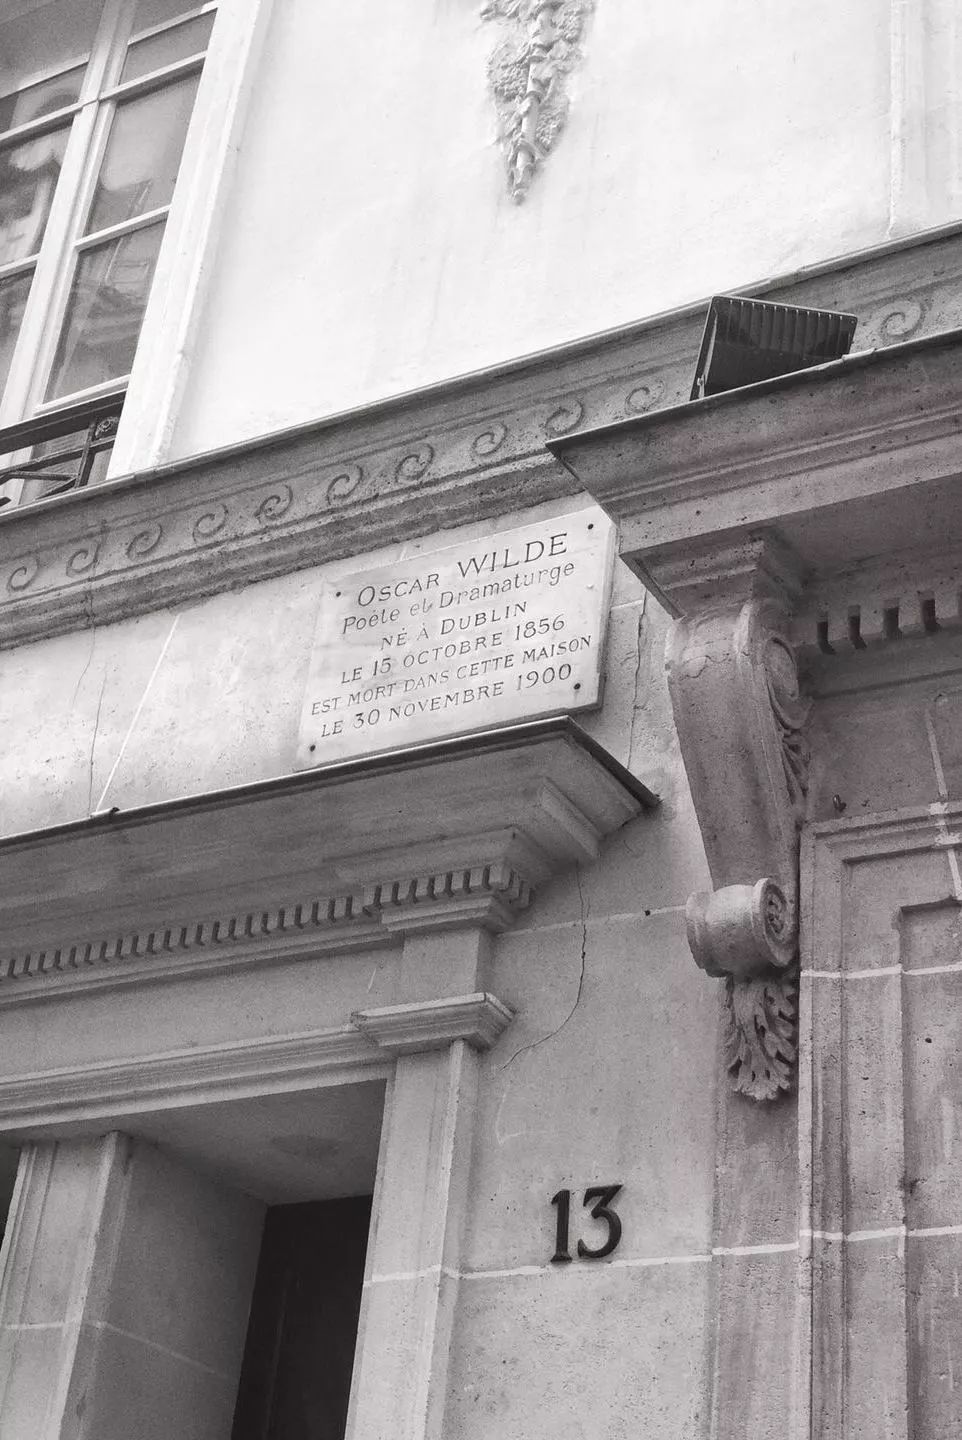 OSCAR WILDE
Poéte et Dramaturge
NÉ À DUBLIN
LE 15 OCTOBRE 1856
EST MORT DANS CETTE MAISON
LE 30 NOVEMBRE 1900
13